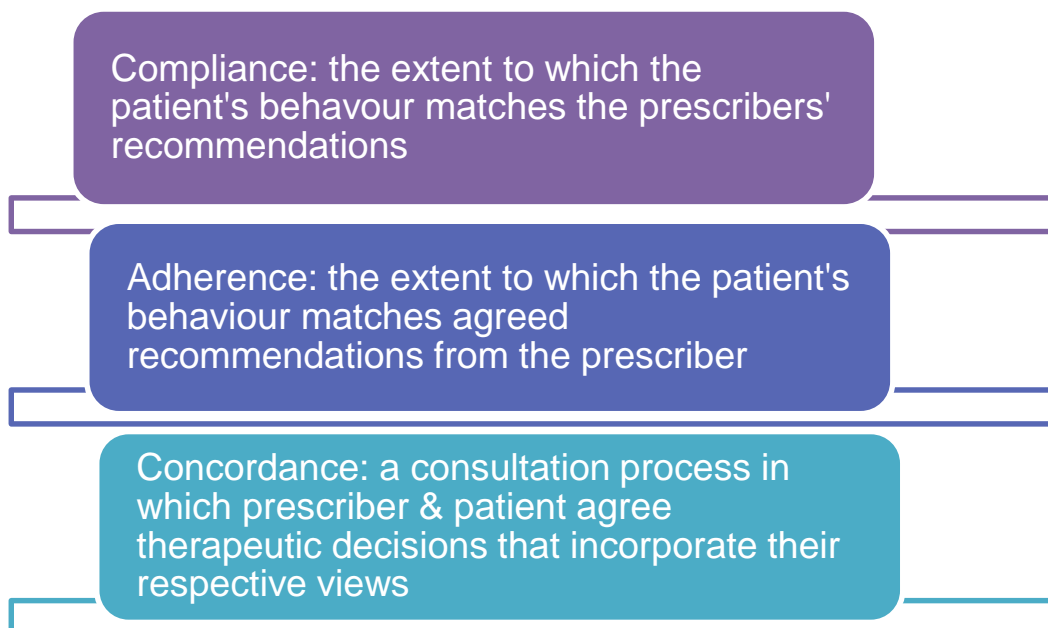 Compliance: the extent to which the
patient's behavour matches the prescribers'
recommendations
Adherence: the extent to which the patient's
behaviour matches agreed
recommendations from the prescriber
Concordance: a consultation process in
which prescriber & patient agree
therapeutic decisions that incorporate their
respective views